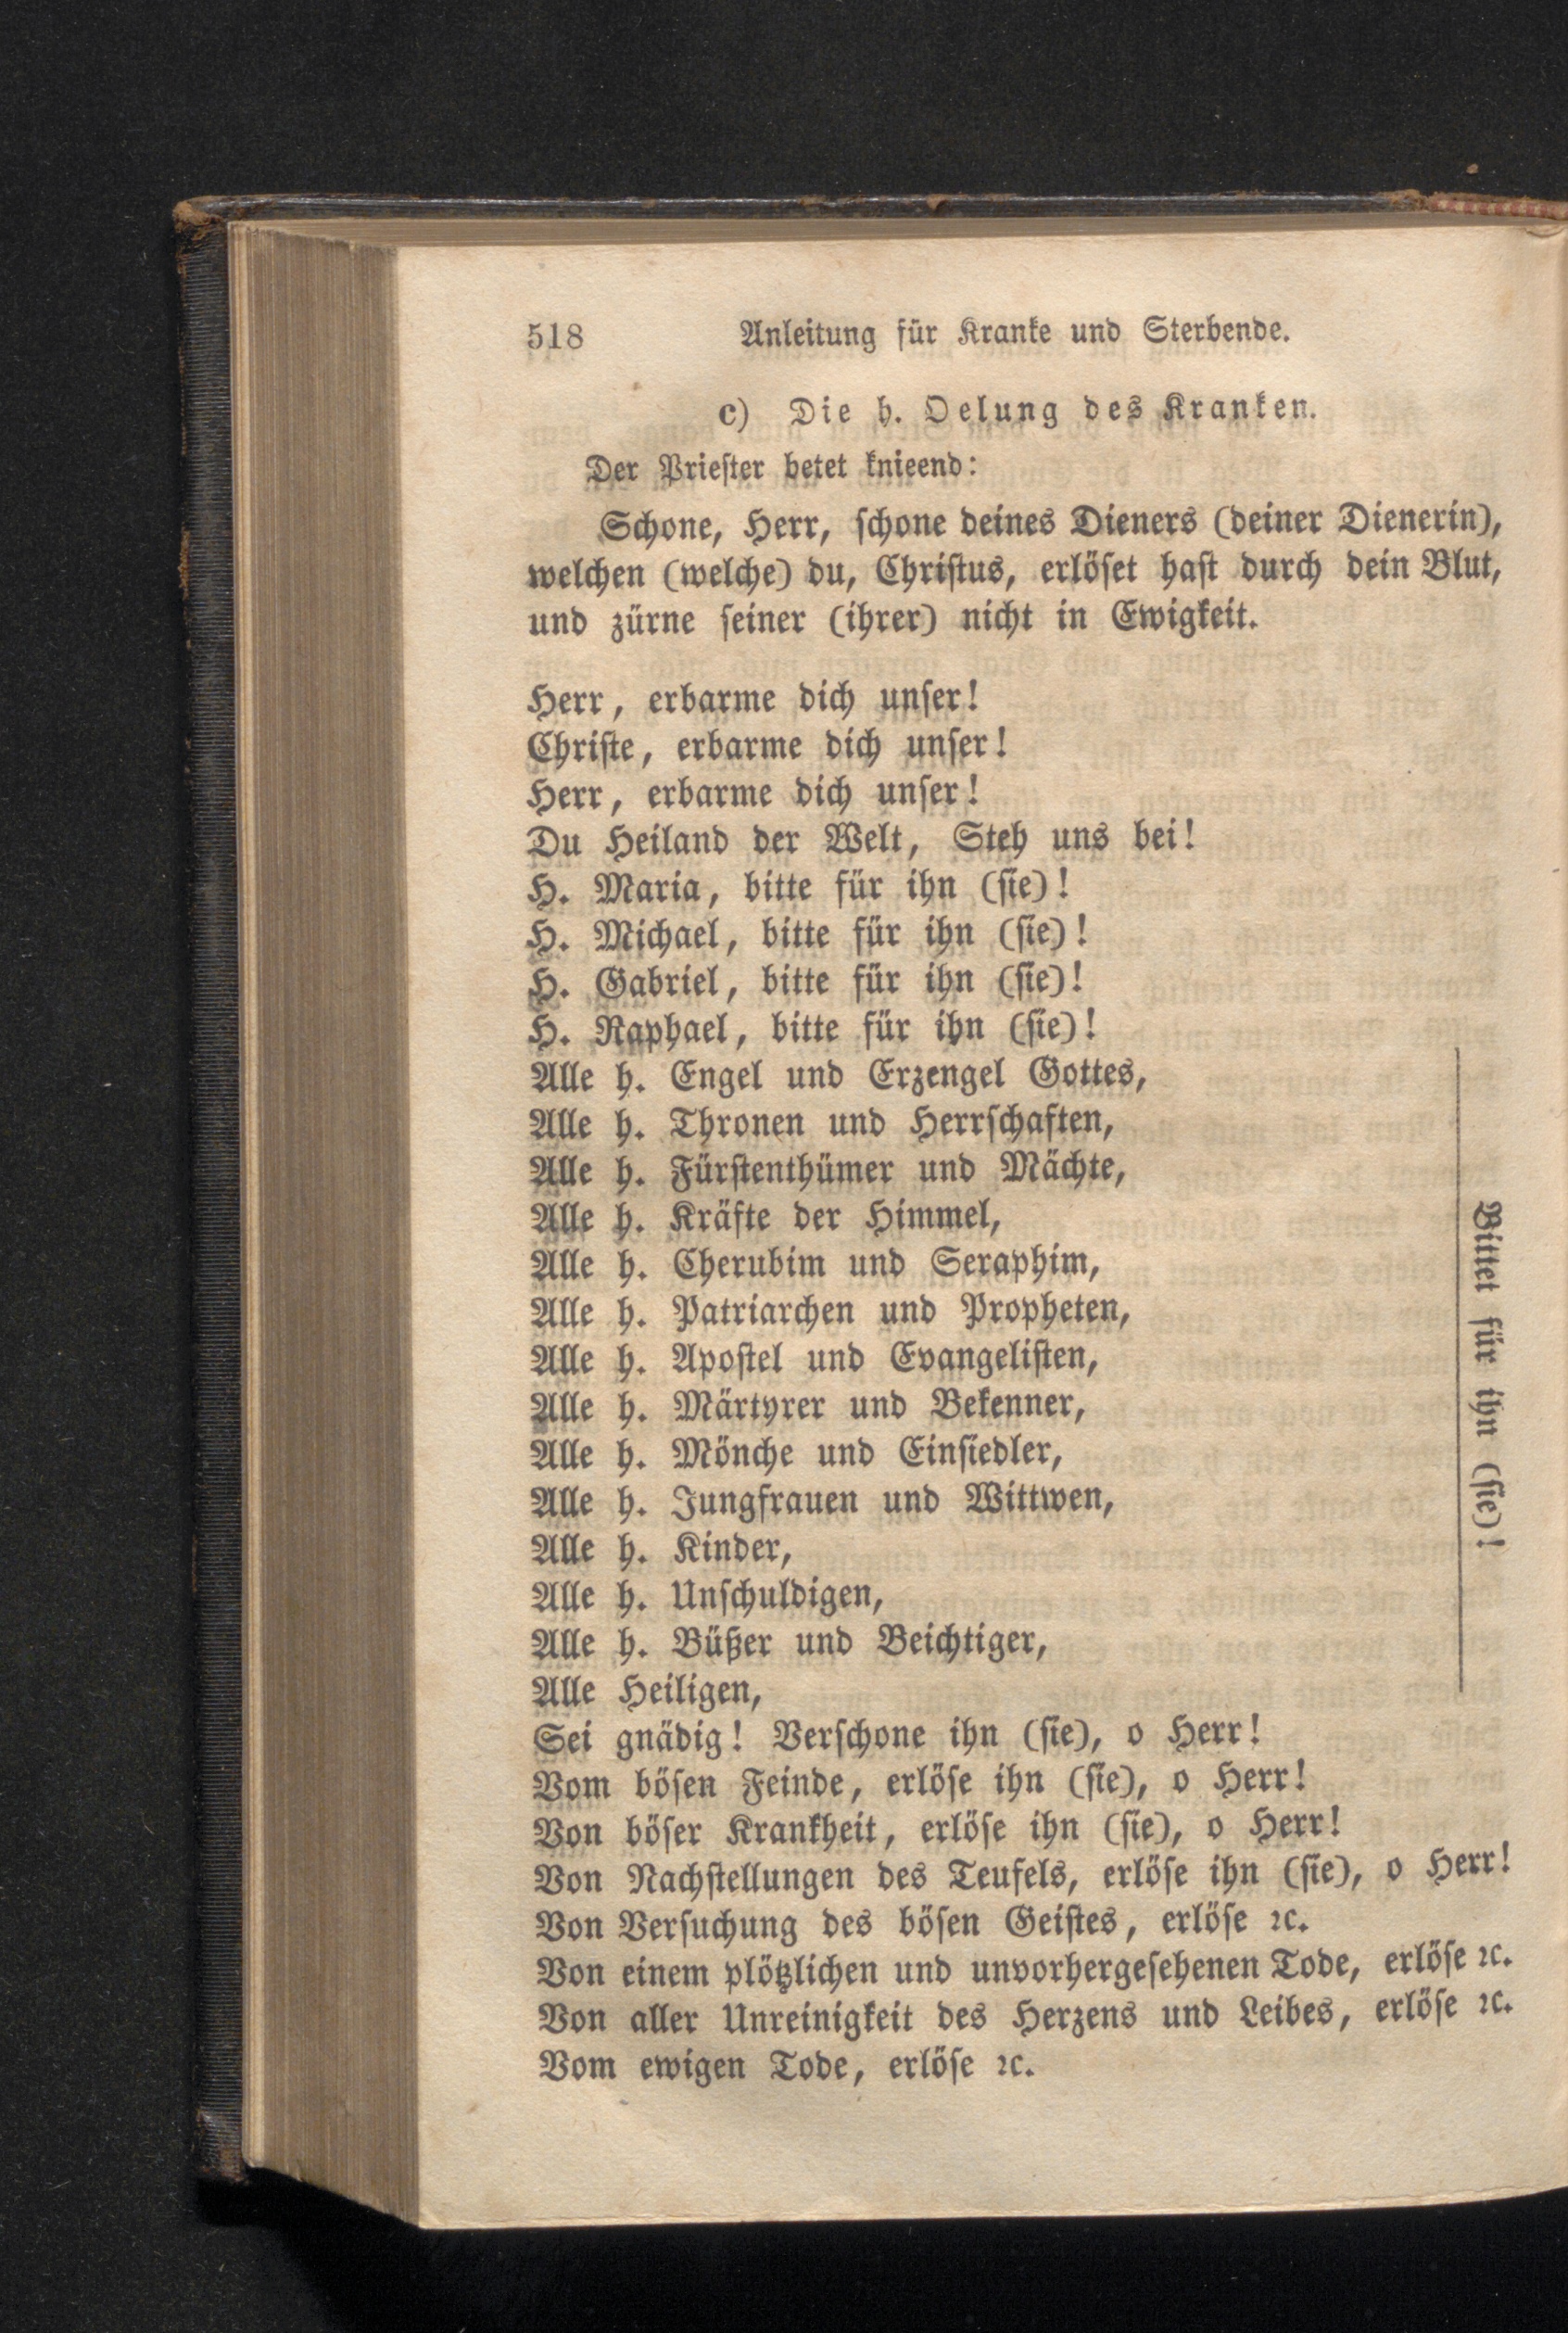 518 Anleitung für Kranke und Sterbende.
c) Die h. Oelung des Kranken.
Der Priester betet knieend:
Schone, Herr, schone deines Dieners (deiner Dienerin),
welchen (welche) du, Christus, erlöset hast durch dein Blut,
und zürne seiner (ihrer) nicht in Ewigkeit.
Herr, erbarme dich unser!
Christe, erbarme dich unser!
Herr, erbarme dich unser!
Du Heiland der Welt, Steh uns bei!
H. Maria, bitte für ihn (sie)!
H. Michael, bitte für ihn (sie)!
H. Gabriel, bitte für ihn (sie)!
H. Raphael, bitte für ihn (sie)!
Alle h. Engel und Erzengel Gottes,
Alle h. Thronen und Herrschaften,
Alle h. Fürstenthümer und Mächte,
Alle h. Kräfte der Himmel,
Alle h. Cherubim und Seraphim,
Alle h. Patriarchen und Propheten,
Alle h. Apostel und Evangelisten,
Alle h. Märtyrer und Bekenner,
Alle h. Mönche und Einsiedler,
Alle h. Jungfrauen und Wittwen,
Alle h. Kinder,
Alle h. Unschuldigen,
Alle h. Büßer und Beichtiger,
Alle Heiligen,
Bittet für ihn (sie)!
Sei gnädig! Verschone ihn (sie), o Herr!
Vom bösen Feinde, erlöse ihn (sie), o Herr!
Von böser Krankheit, erlöse ihn (sie), o Herr!
Von Nachstellungen des Teufels, erlöse ihn (sie), o Herr!
Von Versuchung des bösen Geistes, erlöse ꝛc.
Von einem plötzlichen und unvorhergesehenen Tode, erlöse ꝛc.
Von aller Unreinigkeit des Herzens und Leibes, erlöse ꝛc.
Vom ewigen Tode, erlöse ꝛc.